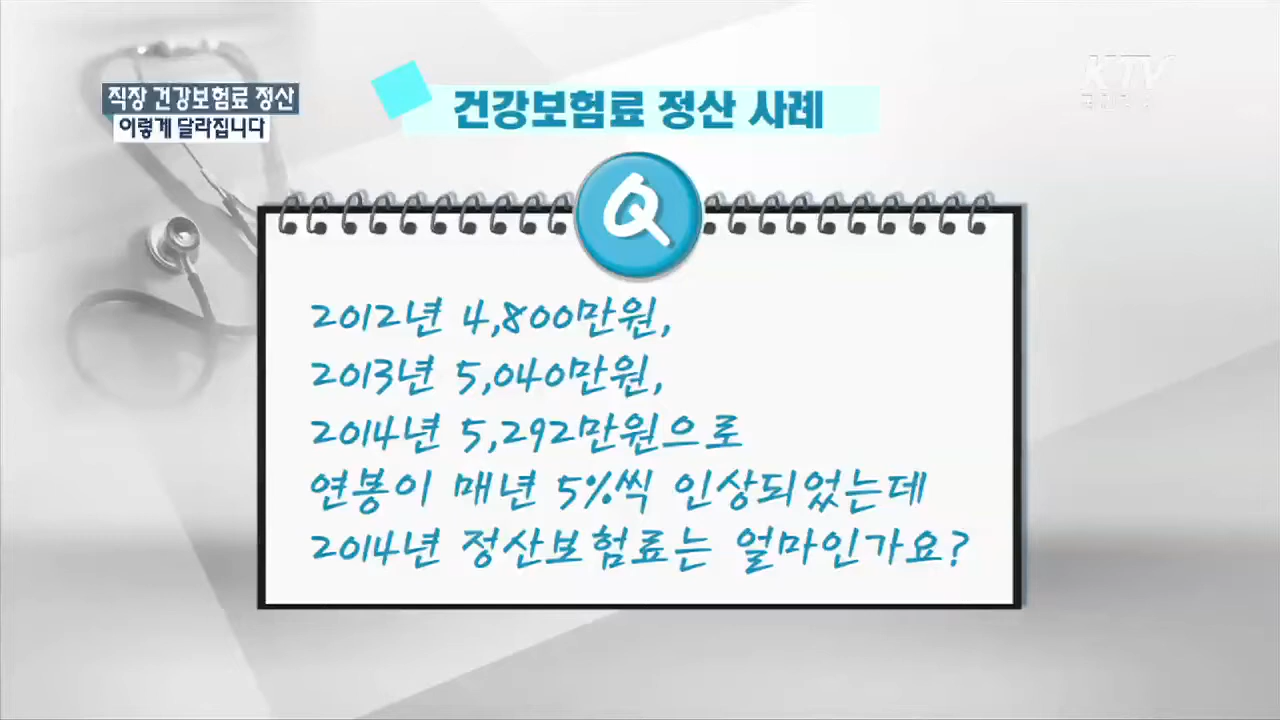 직장 건강보험료 정산
이렇게 달라집니다
건강보험료 정산 사례
KTV
Q
2012년 4,800만원,
2013년 5,040만원,
2014년 5,292만원으로
연봉이 매년 5%씩 인상되었는데
2014년 정산보험료는 얼마인가요?